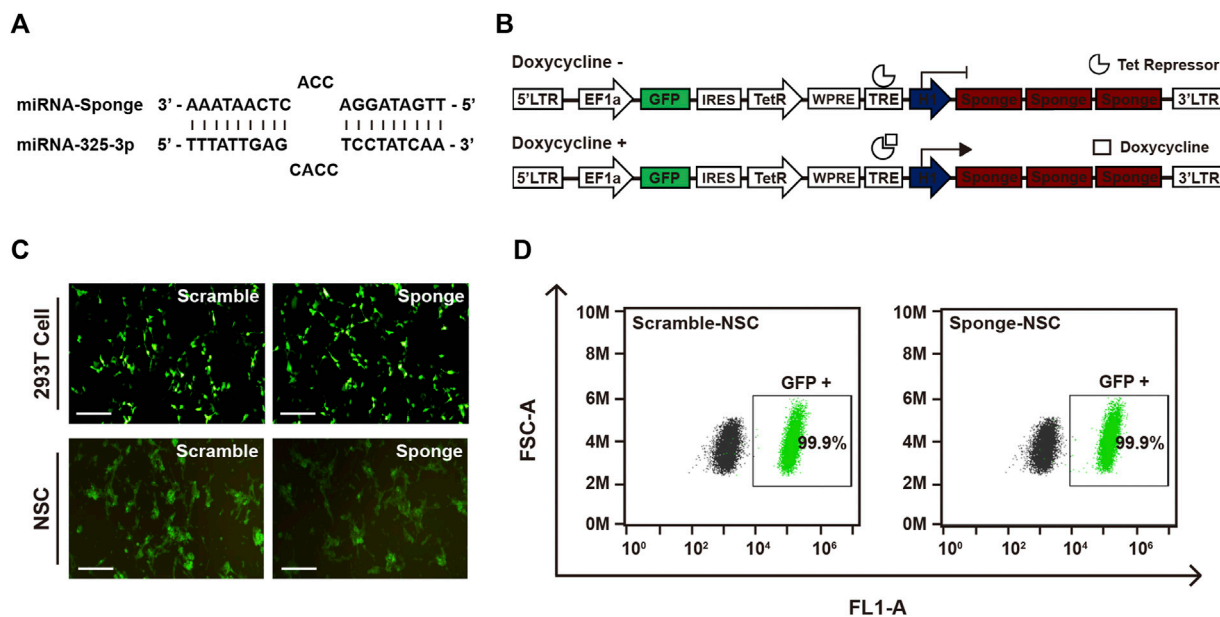 A
ACC
miRNA-Sponge 3’ - AAATAACTC AGGATAGTT - 5’
miRNA-325-3p 5’ - TTTATTGAG TCCTATCAA - 3’
CACC
B
Doxycycline -
Tet Repressor
5’LTR EF1a GFP IRES TetR WPRE TRE H1 Sponge Sponge Sponge 3’LTR
Doxycycline +
Doxycycline
5’LTR EF1a GFP IRES TetR WPRE TRE H1 Sponge Sponge Sponge 3’LTR
C
293T Cell
Scramble
Sponge
NSC
Scramble
Sponge
D
FSC-A
10M
8M
6M
4M
2M
0M
Scramble-NSC
GFP +
99.9%
10⁰ 10² 10⁴ 10⁶
10M
8M
6M
4M
2M
0M
Sponge-NSC
GFP +
99.9%
10⁰ 10² 10⁴ 10⁶
FL1-A